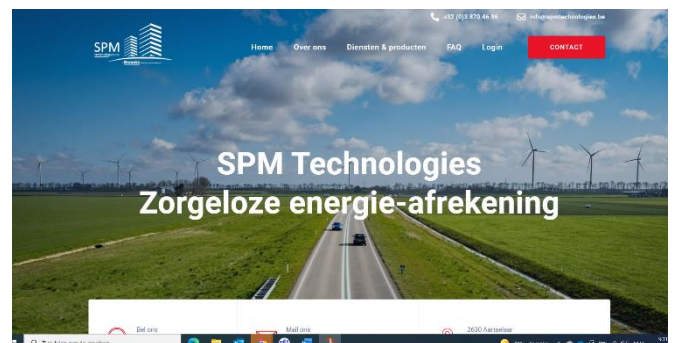 +32 (0)3 870 46 96
info@spmtechnologies.be
SPM
Home Over ons Diensten & producten FAQ Login CONTACT
SPM Technologies
Zorgeloze energie-afrekening
Bel ons
Mail ons
2630 Aartselaar